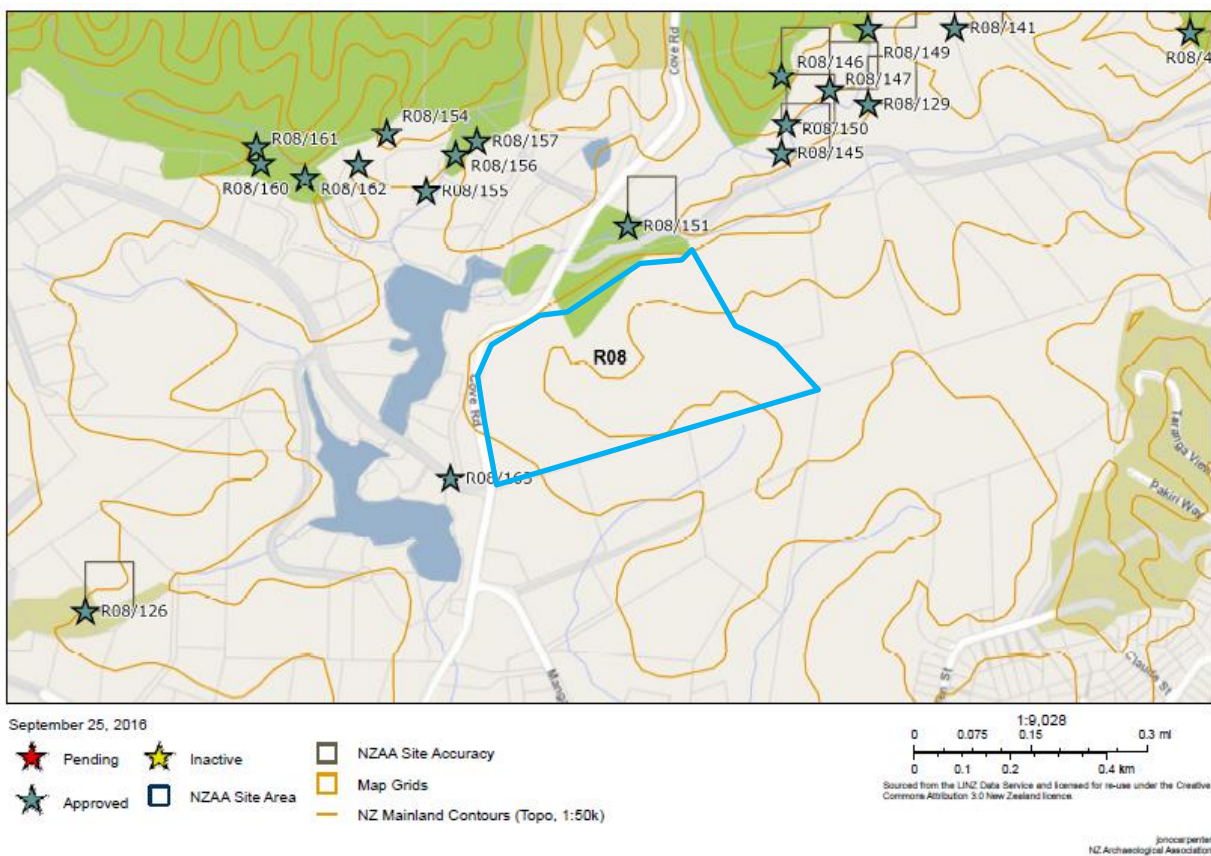 Cove Rd
R08/141
R08/149
R08/146
R08/147
R08/129
R08/150
R08/145
R08/154
R08/161
R08/157
R08/156
R08/160
R08/162
R08/155
R08/151
R08
Cove Rd
R08/126
Pakiri Way
Claude St
September 25, 2016
Pending
Inactive
NZAA Site Accuracy
Approved
NZAA Site Area
Map Grids
NZ Mainland Contours (Topo, 1:50k)
1:9,028
0 0.075 0.15 0.3 mi
0 0.1 0.2 0.4 km
Sourced from the LINZ Data Service and licensed for re-use under the Creative
Commons Attribution 3.0 New Zealand licence.
jonocarpenter
NZ Archaeological Association